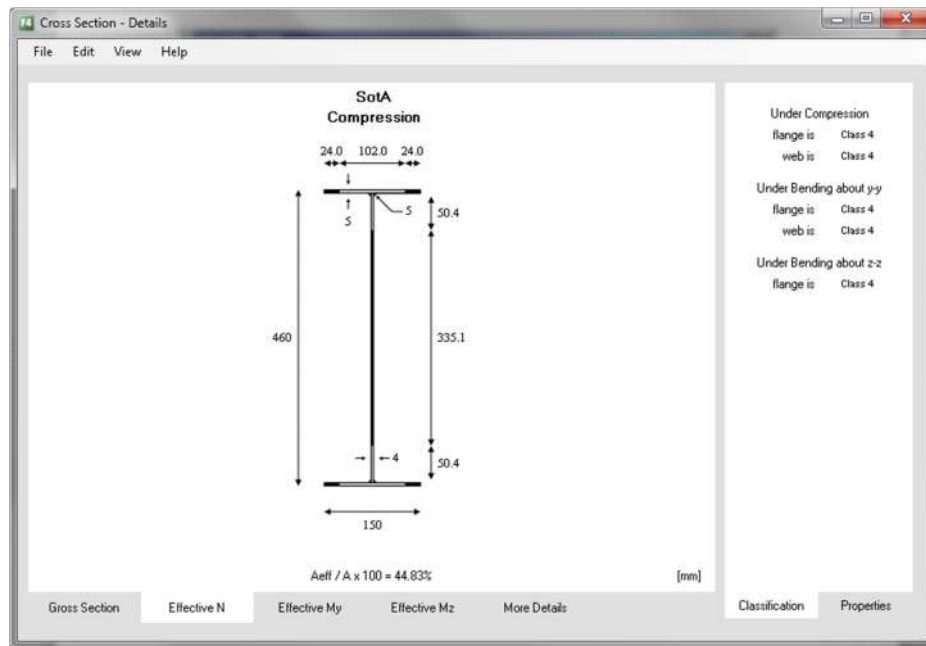 Cross Section - Details
File Edit View Help
SotA
Compression
24.0 102.0 24.0
5
5
50.4
460
335.1
4
50.4
150
Aeff / A x 100 = 44.83%
[mm]
Under Compression
flange is Class 4
web is Class 4
Under Bending about y-y
flange is Class 4
web is Class 4
Under Bending about z-z
flange is Class 4
Gross Section Effective N Effective My Effective Mz More Details
Classification Properties